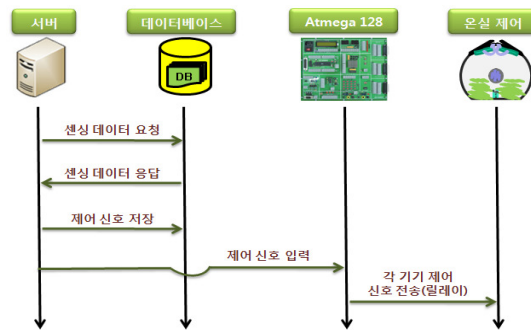 서버
데이터베이스
Atmega 128
온실 제어
DB
센싱 데이터 요청
센싱 데이터 응답
제어 신호 저장
제어 신호 입력
각 기기 제어
신호 전송(릴레이)